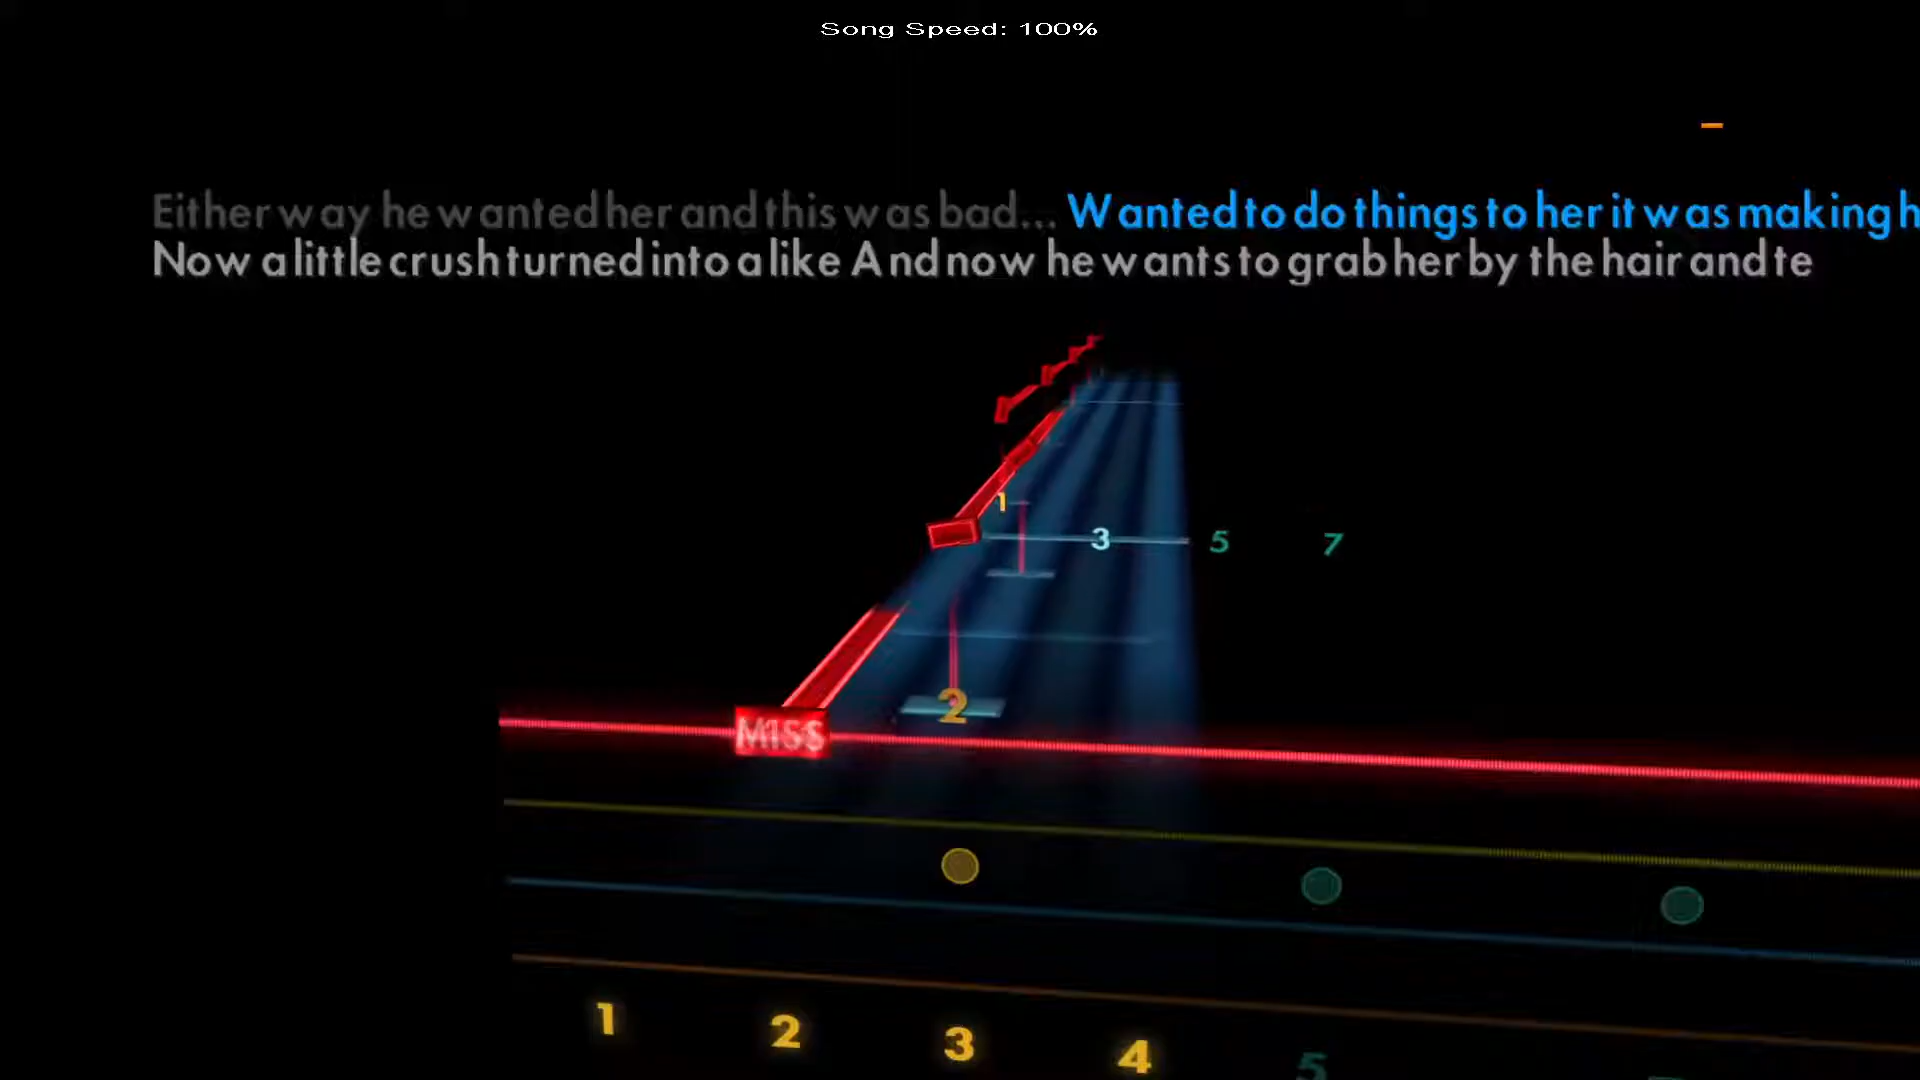 Song Speed: 100%
Either way he wanted her and this was bad... Wanted to do things to her it was making h
Now a little crush turned into a like And now he wants to grab her by the hair and te
1
3 5 7
2
MISS
1 2 3 4 5